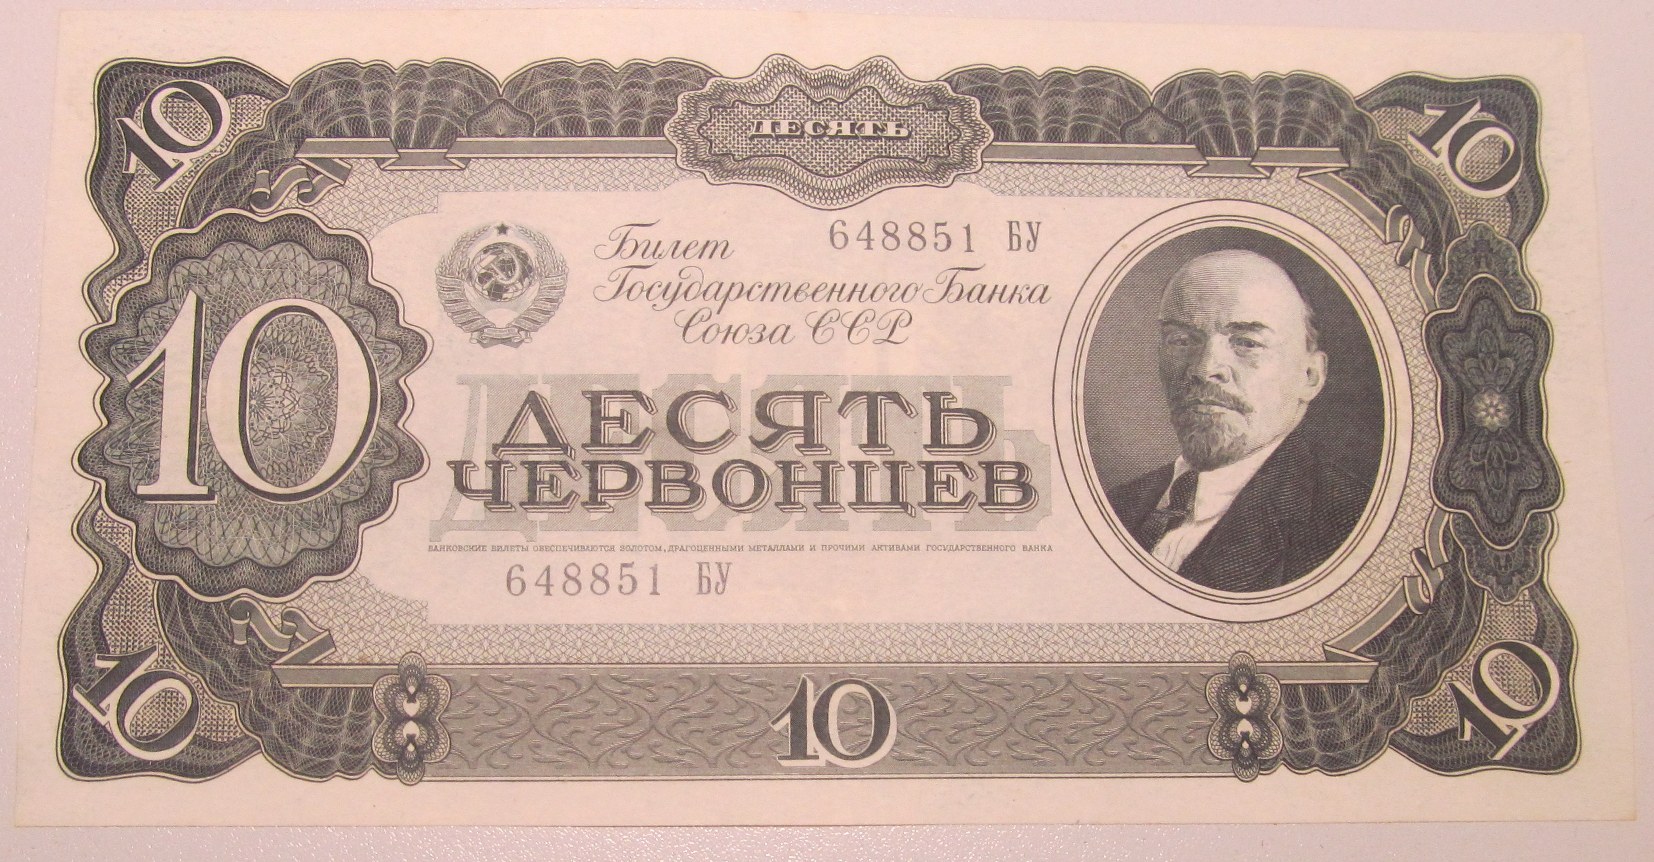 10
ДЕСЯТЬ
10
648851 БУ
Билет
Государственного Банка
Союза ССР
10
ДЕСЯТЬ
ДЕСЯТЬ
ЧЕРВОНЦЕВ
БАНКОВСКИЕ БИЛЕТЫ ОБЕСПЕЧИВАЮТСЯ ЗОЛОТОМ, ДРАГОЦЕННЫМИ МЕТАЛЛАМИ И ПРОЧИМИ АКТИВАМИ ГОСУДАРСТВЕННОГО БАНКА
648851 БУ
10
10
10